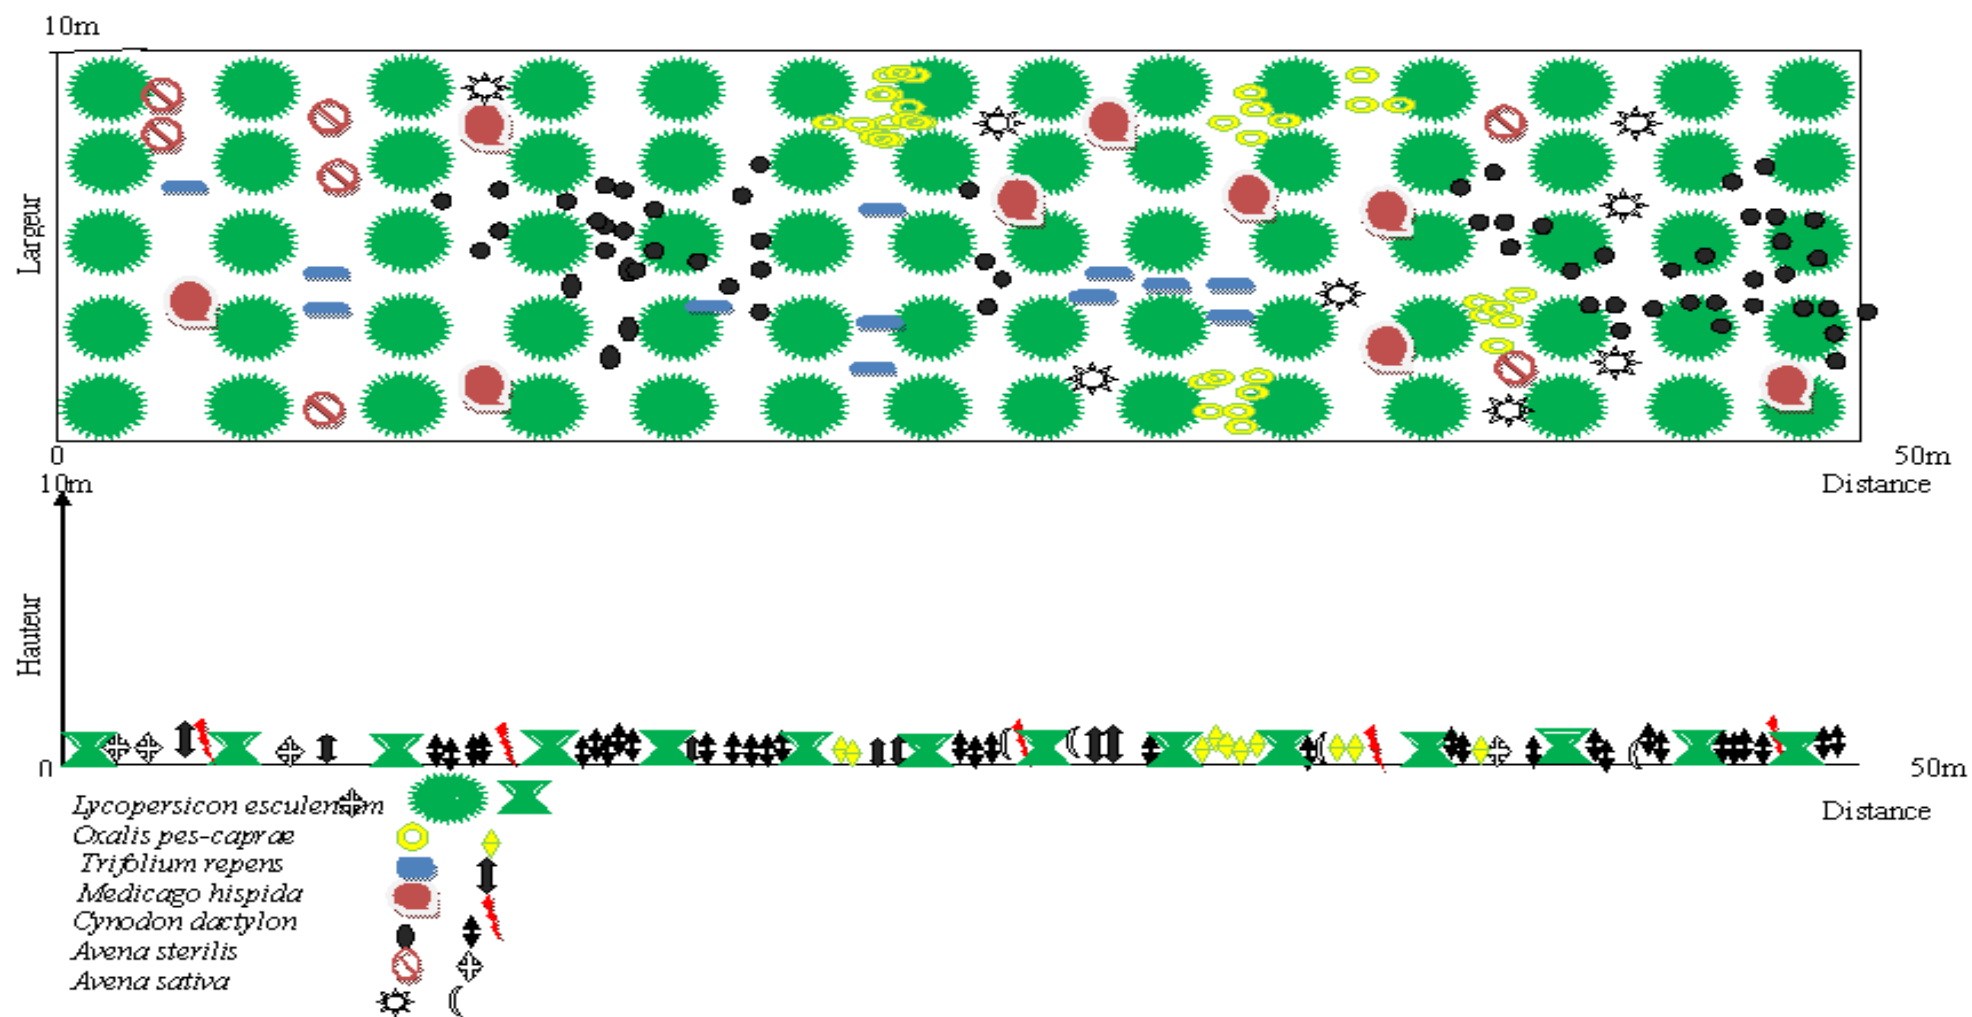 10m
Largeur
0
50m
10m
Distance
Hauteur
0
50m
Distance
Lycopersicon esculentum
Oxalis pes-caprae
Trifolium repens
Medicago hispida
Cynodon dactylon
Avena sterilis
Avena sativa